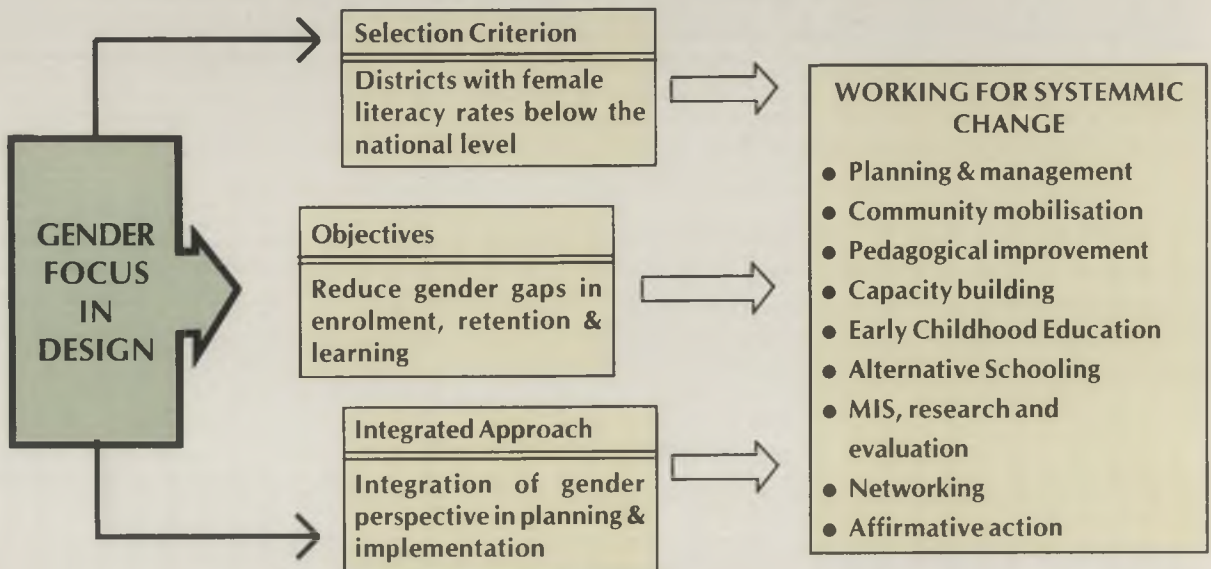 GENDER
FOCUS
IN
DESIGN
Selection Criterion
Districts with female
literacy rates below the
national level
Objectives
Reduce gender gaps in
enrolment, retention &
learning
Integrated Approach
Integration of gender
perspective in planning &
implementation
WORKING FOR SYSTEMMIC
CHANGE
● Planning & management
● Community mobilisation
● Pedagogical improvement
● Capacity building
● Early Childhood Education
● Alternative Schooling
● MIS, research and
evaluation
● Networking
● Affirmative action